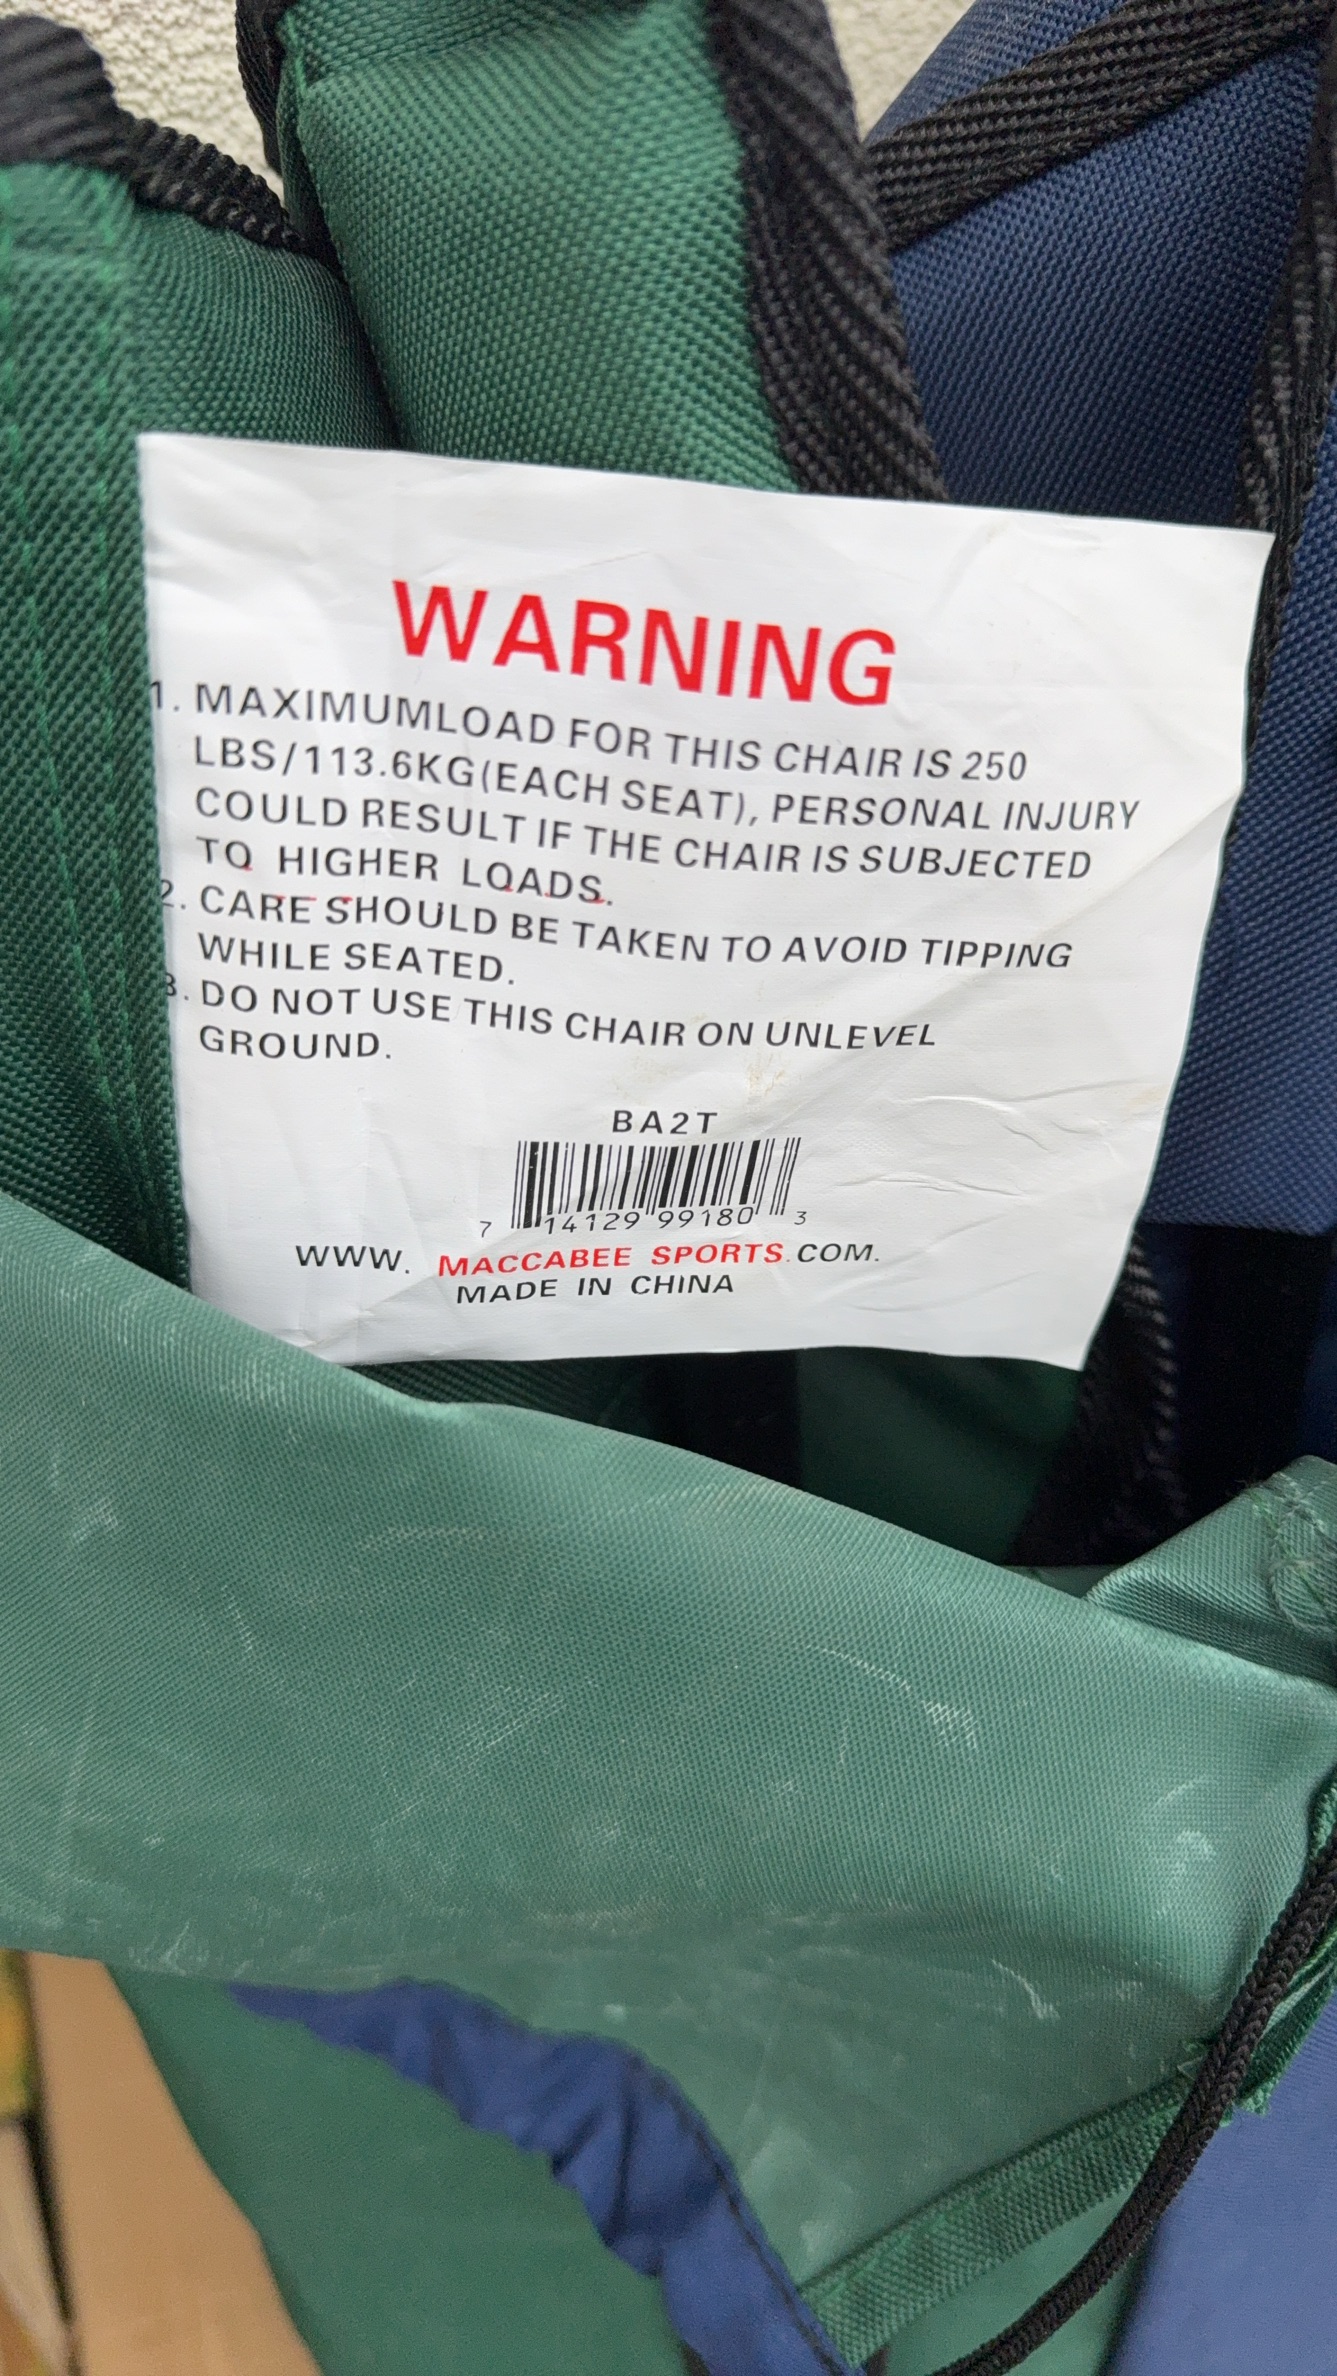 WARNING
1. MAXIMUMLOAD FOR THIS CHAIR IS 250
LBS/113.6KG(EACH SEAT), PERSONAL INJURY
COULD RESULT IF THE CHAIR IS SUBJECTED
TO HIGHER LOADS.
2. CARE SHOULD BE TAKEN TO AVOID TIPPING
WHILE SEATED.
3. DO NOT USE THIS CHAIR ON UNLEVEL
GROUND.
BA2T
7 14129 99180 3
WWW. MACCABEE SPORTS.COM.
MADE IN CHINA